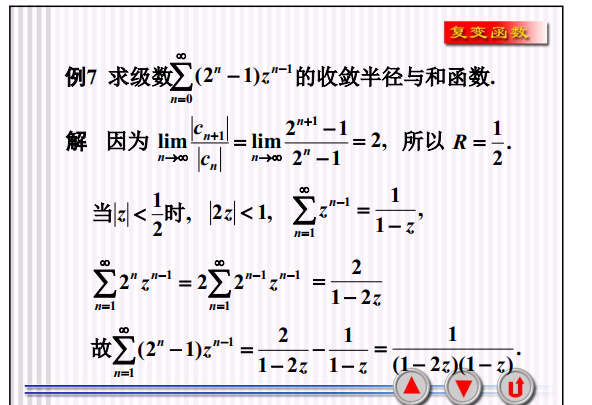 复变函数
例7 求级数 $\sum_{n=0}^{\infty}(2^n-1)z^{n-1}$ 的收敛半径与和函数.
解 因为 $\lim_{n\to\infty}\frac{|c_{n+1}|}{|c_n|}=\lim_{n\to\infty}\frac{2^{n+1}-1}{2^n-1}=2,$ 所以 $R=\frac{1}{2}.$
当 $|z|<\frac{1}{2}$ 时, $|2z|<1,$ $\sum_{n=1}^{\infty}z^{n-1}=\frac{1}{1-z},$
$\sum_{n=1}^{\infty}2^n z^{n-1}=2\sum_{n=1}^{\infty}2^{n-1}z^{n-1}=\frac{2}{1-2z}$
故 $\sum_{n=1}^{\infty}(2^n-1)z^{n-1}=\frac{2}{1-2z}-\frac{1}{1-z}=\frac{1}{(1-2z)(1-z)}.$